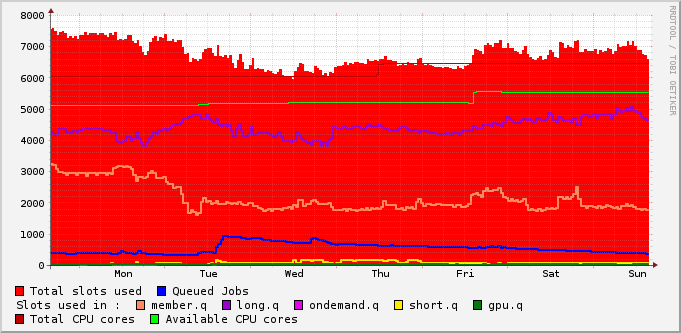 RRDTOOL / TOBI OETIKER
8000
7000
6000
5000
4000
3000
2000
1000
0
Mon Tue Wed Thu Fri Sat Sun
Total slots used Queued Jobs
Slots used in : member.q long.q ondemand.q short.q gpu.q
Total CPU cores Available CPU cores